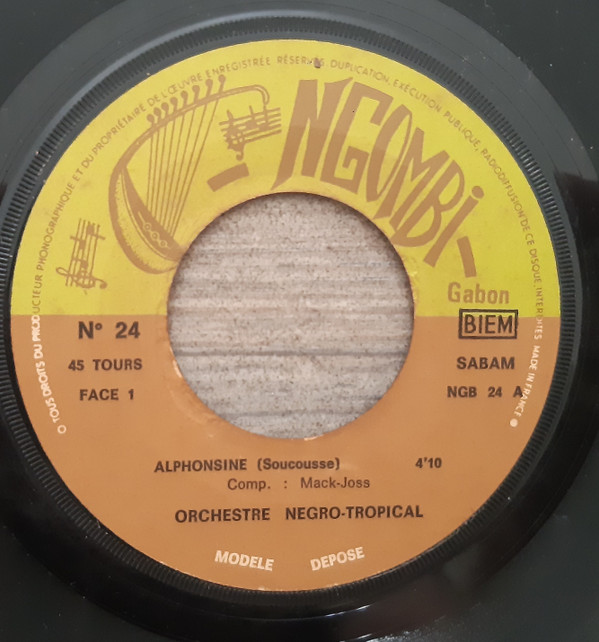 O TOUS DROITS DU PRODUCTEUR PHONOGRAPHIQUE ET DU PROPRIÉTAIRE DE L'ŒUVRE ENREGISTRÉE RÉSERVÉS. DUPLICATION, EXÉCUTION PUBLIQUE, RADIODIFFUSION DE CE DISQUE INTERDITES MADE IN FRANCE
- N'GOMBI -
Gabon
N° 24
BIEM
45 TOURS
SABAM
FACE 1
NGB 24 A
ALPHONSINE (Soucousse) 4'10
Comp. : Mack-Joss
ORCHESTRE NEGRO-TROPICAL
MODELE DEPOSE